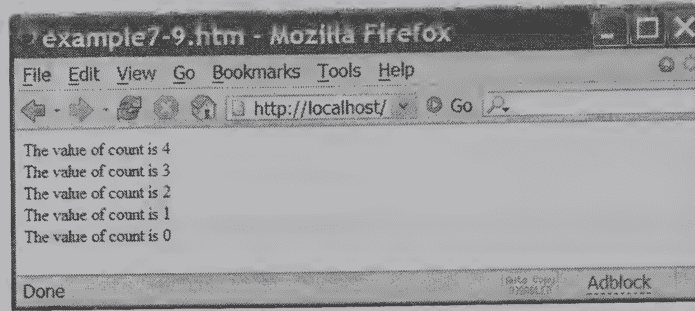 example7-9.htm - Mozilla Firefox
File Edit View Go Bookmarks Tools Help
http://localhost/ Go
The value of count is 4
The value of count is 3
The value of count is 2
The value of count is 1
The value of count is 0
Done Adblock